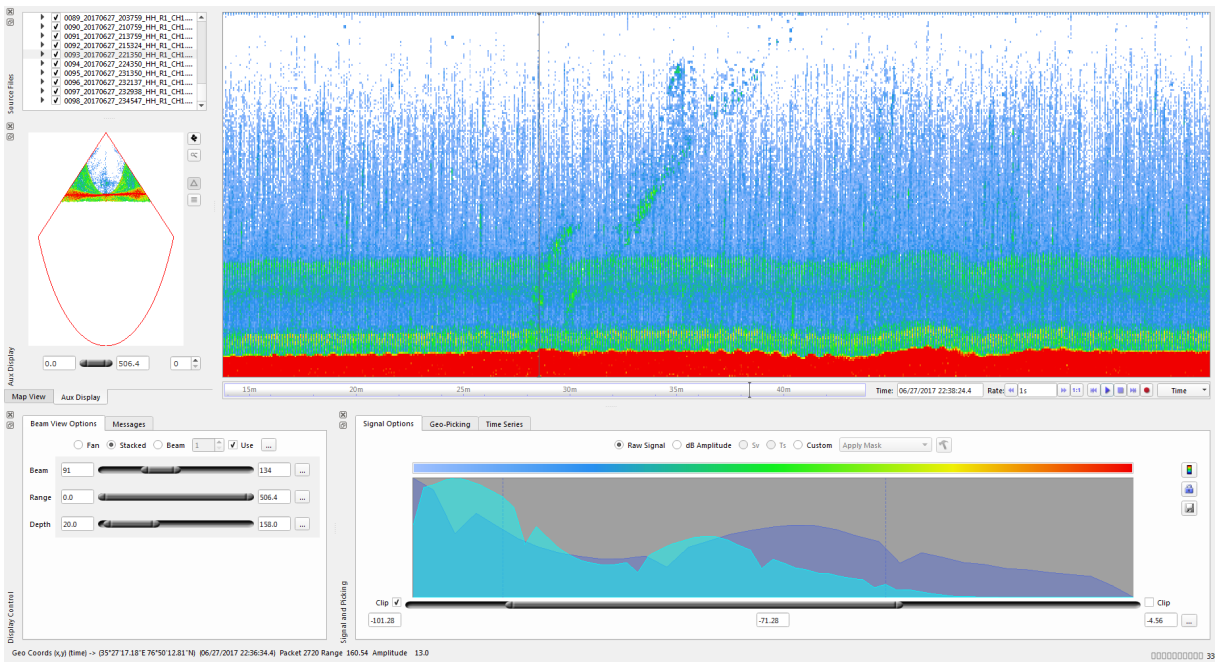 Source Files
0089_20170627_203759_HH_R1_CH1....
0090_20170627_210759_HH_R1_CH1....
0091_20170627_213759_HH_R1_CH1....
0092_20170627_215324_HH_R1_CH1....
0093_20170627_221350_HH_R1_CH1....
0094_20170627_224350_HH_R1_CH1....
0095_20170627_231350_HH_R1_CH1....
0096_20170627_232137_HH_R1_CH1....
0097_20170627_232938_HH_R1_CH1....
0098_20170627_234547_HH_R1_CH1....
Aux Display
0.0 506.4 0
Map View Aux Display
15m 20m 25m 30m 35m 40m
Time: 06/27/2017 22:38:24.4 Rate: 1s 1:1 Time
Display Control
Beam View Options Messages
Fan Stacked Beam 1 Use ...
Beam 91 134 ...
Range 0.0 506.4 ...
Depth 20.0 158.0 ...
Signal and Picking
Signal Options Geo-Picking Time Series
Raw Signal dB Amplitude Sv Ts Custom Apply Mask
Clip Clip
-101.28 -71.28 -4.56 ...
Geo Coords (x,y) (time) -> (35°27'17.18"E 76°50'12.81"N) (06/27/2017 22:36:34.4) Packet 2720 Range 160.54 Amplitude 13.0
33